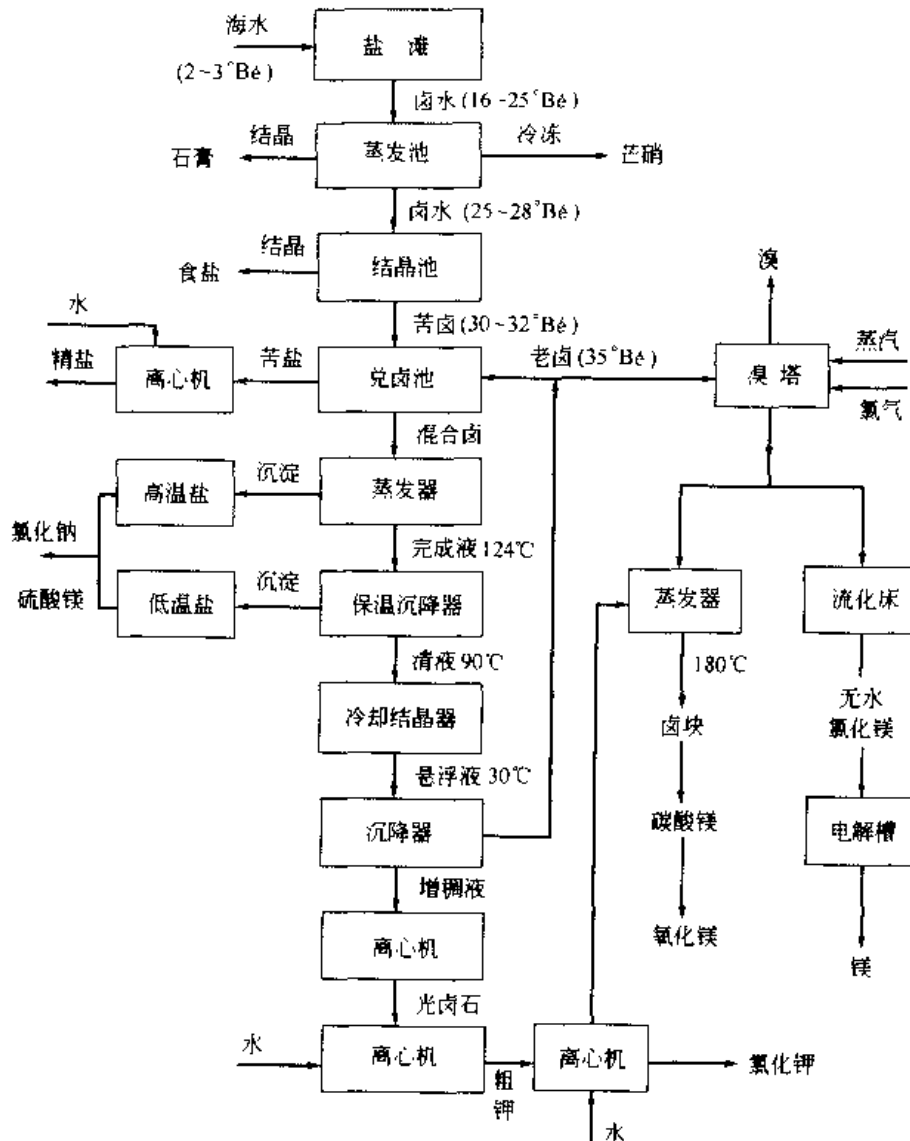 海水
盐 滩
(2~3°Bé)
卤水(16~25°Bé)
结晶
冷冻
石膏
蒸发池
芒硝
卤水 (25~28°Bé)
结晶
食盐
结晶池
溴
水
苦卤(30~32°Bé)
精盐
离心机
苦盐
兑卤池
老卤(35°Bé)
溴 塔
蒸汽
氯气
混合卤
高温盐
沉淀
蒸发器
氯化钠
完成液 124℃
硫酸镁
低温盐
沉淀
保温沉降器
蒸发器
流化床
清液 90℃
180℃
冷却结晶器
卤块
无水
氯化镁
悬浮液 30℃
沉降器
碳酸镁
电解槽
增稠液
离心机
氧化镁
镁
光卤石
水
离心机
粗
钾
离心机
氯化钾
水